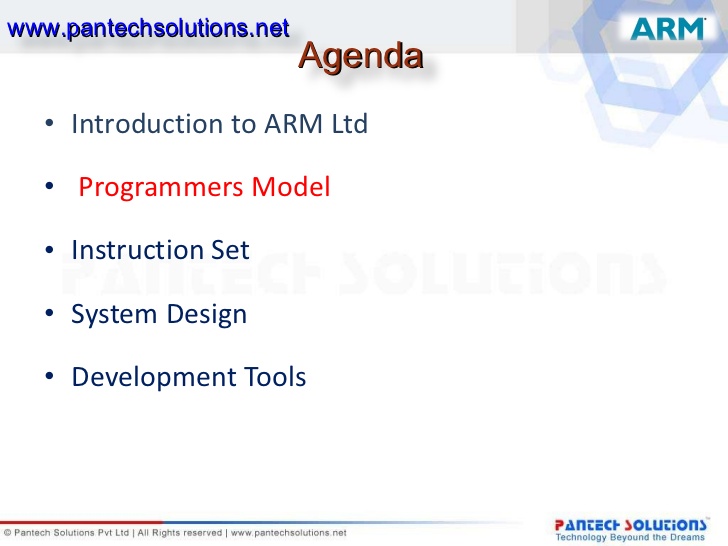 www.pantechsolutions.net
ARM
Agenda
• Introduction to ARM Ltd
• Programmers Model
• Instruction Set
PANTECH SOLUTIONS
• System Design
• Development Tools
© Pantech Solutions Pvt Ltd | All Rights reserved | www.pantechsolutions.net
PANTECH SOLUTIONS™
Technology Beyound the Dreams